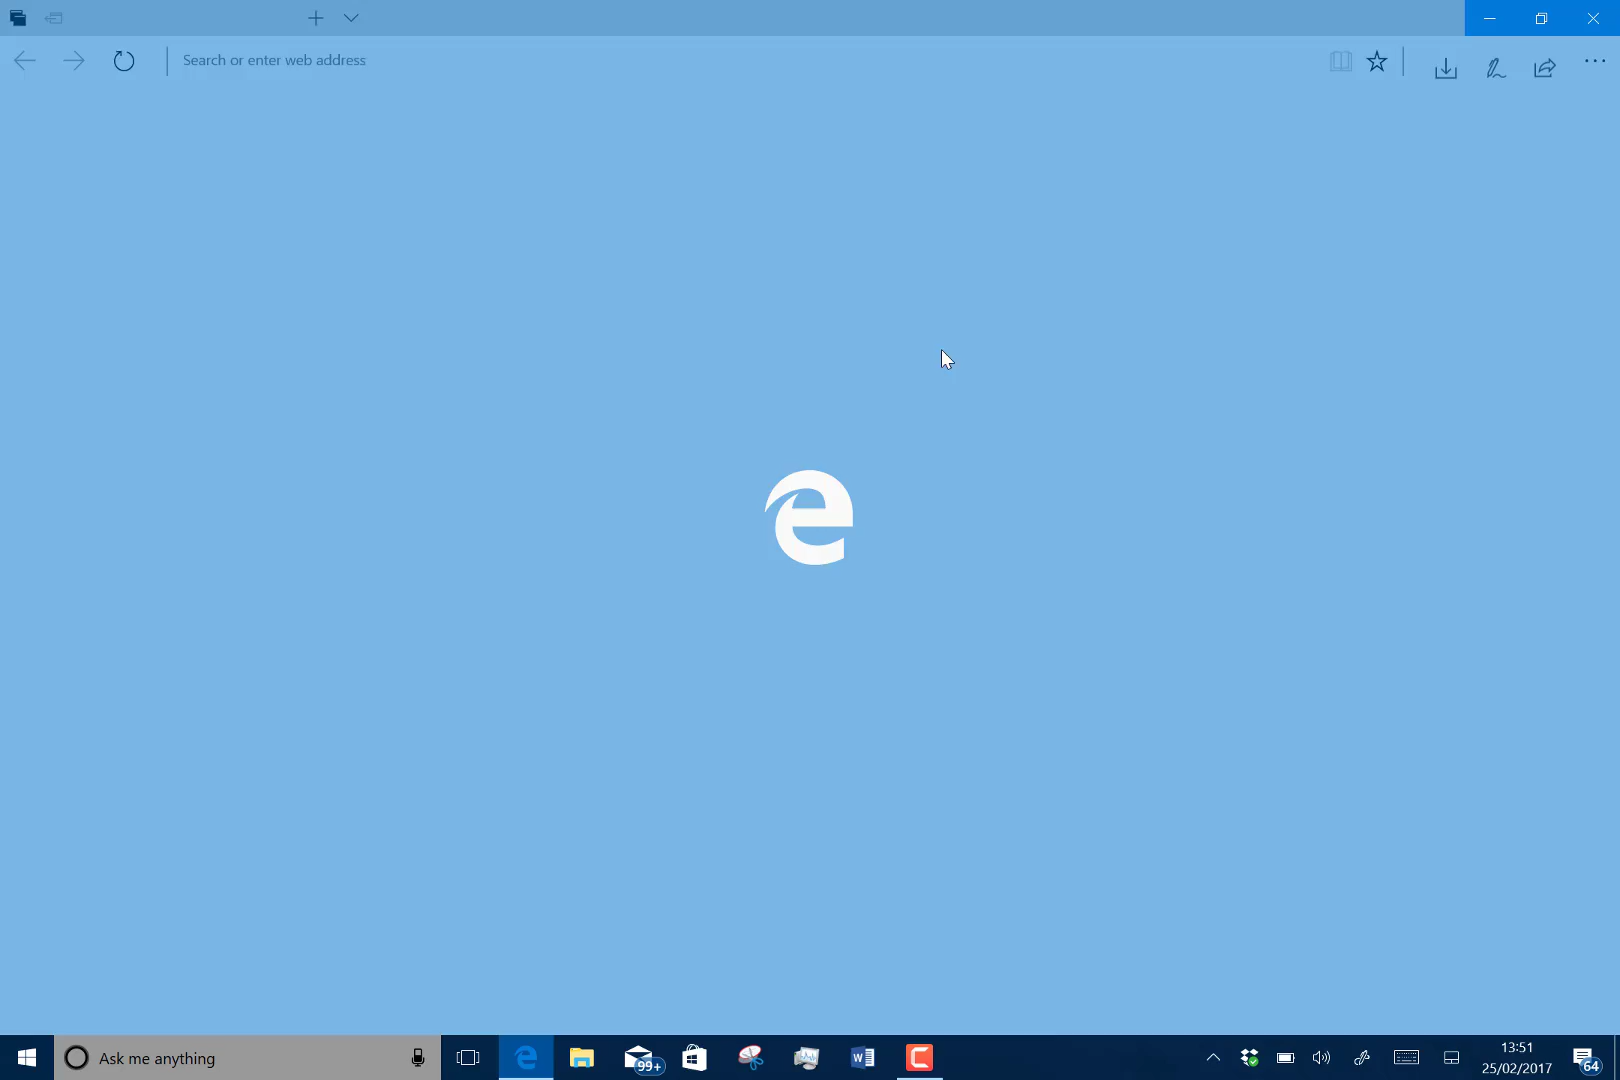 Search or enter web address
Ask me anything
99+
13:51
25/02/2017
64